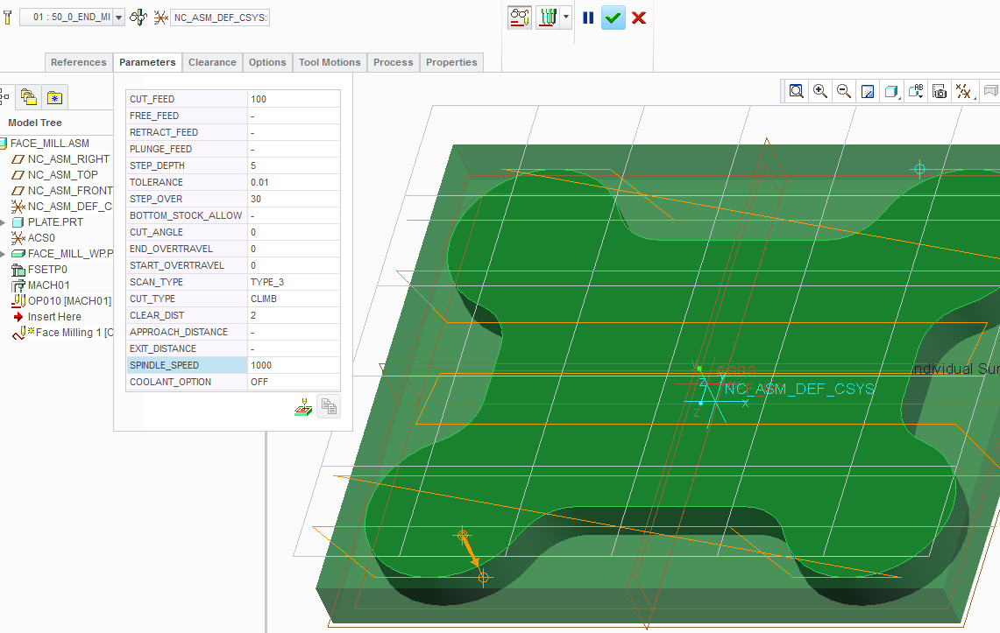 01 : 50_0_END_MI
NC_ASM_DEF_CSYS:
References
Parameters
Clearance
Options
Tool Motions
Process
Properties
Model Tree
FACE_MILL.ASM
NC_ASM_RIGHT
NC_ASM_TOP
NC_ASM_FRONT
NC_ASM_DEF_C
PLATE.PRT
ACS0
FACE_MILL_WP.P
FSETP0
MACH01
OP010 [MACH01]
Insert Here
Face Milling 1 [O
CUT_FEED 100
FREE_FEED -
RETRACT_FEED -
PLUNGE_FEED -
STEP_DEPTH 5
TOLERANCE 0.01
STEP_OVER 30
BOTTOM_STOCK_ALLOW -
CUT_ANGLE 0
END_OVERTRAVEL 0
START_OVERTRAVEL 0
SCAN_TYPE TYPE_3
CUT_TYPE CLIMB
CLEAR_DIST 2
APPROACH_DISTANCE -
EXIT_DISTANCE -
SPINDLE_SPEED 1000
COOLANT_OPTION OFF
AB
ndividual Sur
NC_ASM_DEF_CSYS
Z
X
Z